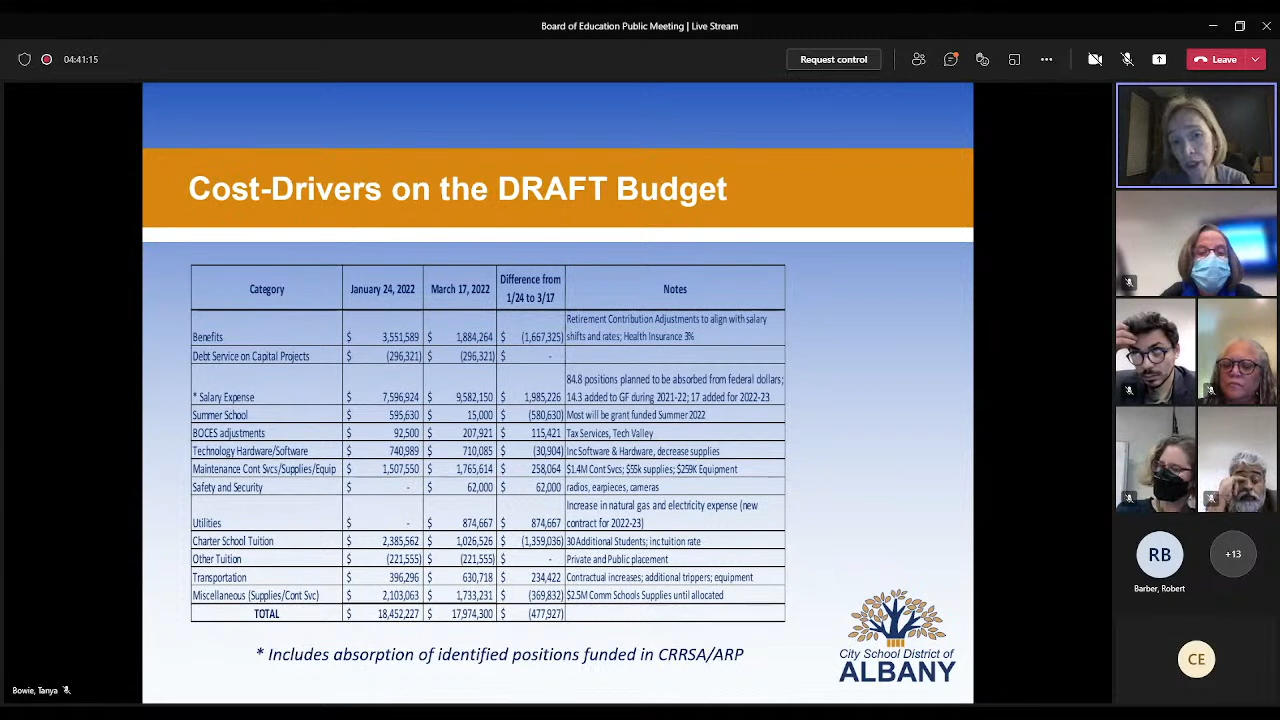 Board of Education Public Meeting | Live Stream
04:41:15
Request control
Leave
Cost-Drivers on the DRAFT Budget
Category January 24, 2022 March 17, 2022 Difference from 1/24 to 3/17 Notes
Benefits $ 3,551,589 $ 1,884,264 $ (1,667,325) Retirement Contribution Adjustments to align with salary shifts and rates; Health Insurance 3%
Debt Service on Capital Projects $ (296,321) $ (296,321) $ -
* Salary Expense $ 7,596,924 $ 9,582,150 $ 1,985,226 84.8 positions planned to be absorbed from federal dollars; 14.3 added to GF during 2021-22; 17 added for 2022-23
Summer School $ 595,630 $ 15,000 $ (580,630) Most will be grant funded Summer 2022
BOCES adjustments $ 92,500 $ 207,921 $ 115,421 Tax Services, Tech Valley
Technology Hardware/Software $ 740,989 $ 710,085 $ (30,904) Inc Software & Hardware, decrease supplies
Maintenance Cont Svcs/Supplies/Equip $ 1,507,550 $ 1,765,614 $ 258,064 $1.4M Cont Svcs; $55k supplies; $259K Equipment
Safety and Security $ - $ 62,000 $ 62,000 radios, earpieces, cameras
Utilities $ - $ 874,667 $ 874,667 Increase in natural gas and electricity expense (new contract for 2022-23)
Charter School Tuition $ 2,385,562 $ 1,026,526 $ (1,359,036) 30 Additional Students; inc tuition rate
Other Tuition $ (221,555) $ (221,555) $ - Private and Public placement
Transportation $ 396,296 $ 630,718 $ 234,422 Contractual increases; additional trippers; equipment
Miscellaneous (Supplies/Cont Svc) $ 2,103,063 $ 1,733,231 $ (369,832) $2.5M Comm Schools Supplies until allocated
TOTAL $ 18,452,227 $ 17,974,300 $ (477,927)
* Includes absorption of identified positions funded in CRRSA/ARP
City School District of
ALBANY
RB
+13
Barber, Robert
CE
Bowie, Tanya